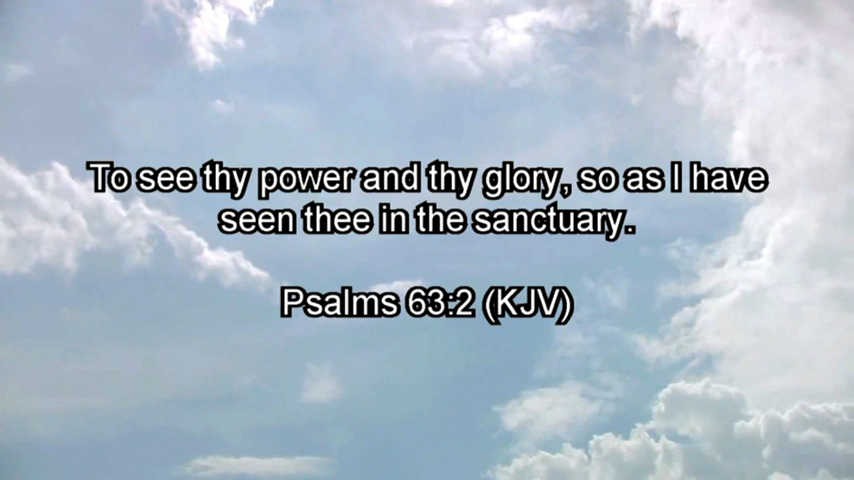 To see thy power and thy glory, so as I have
seen thee in the sanctuary.
Psalms 63:2 (KJV)